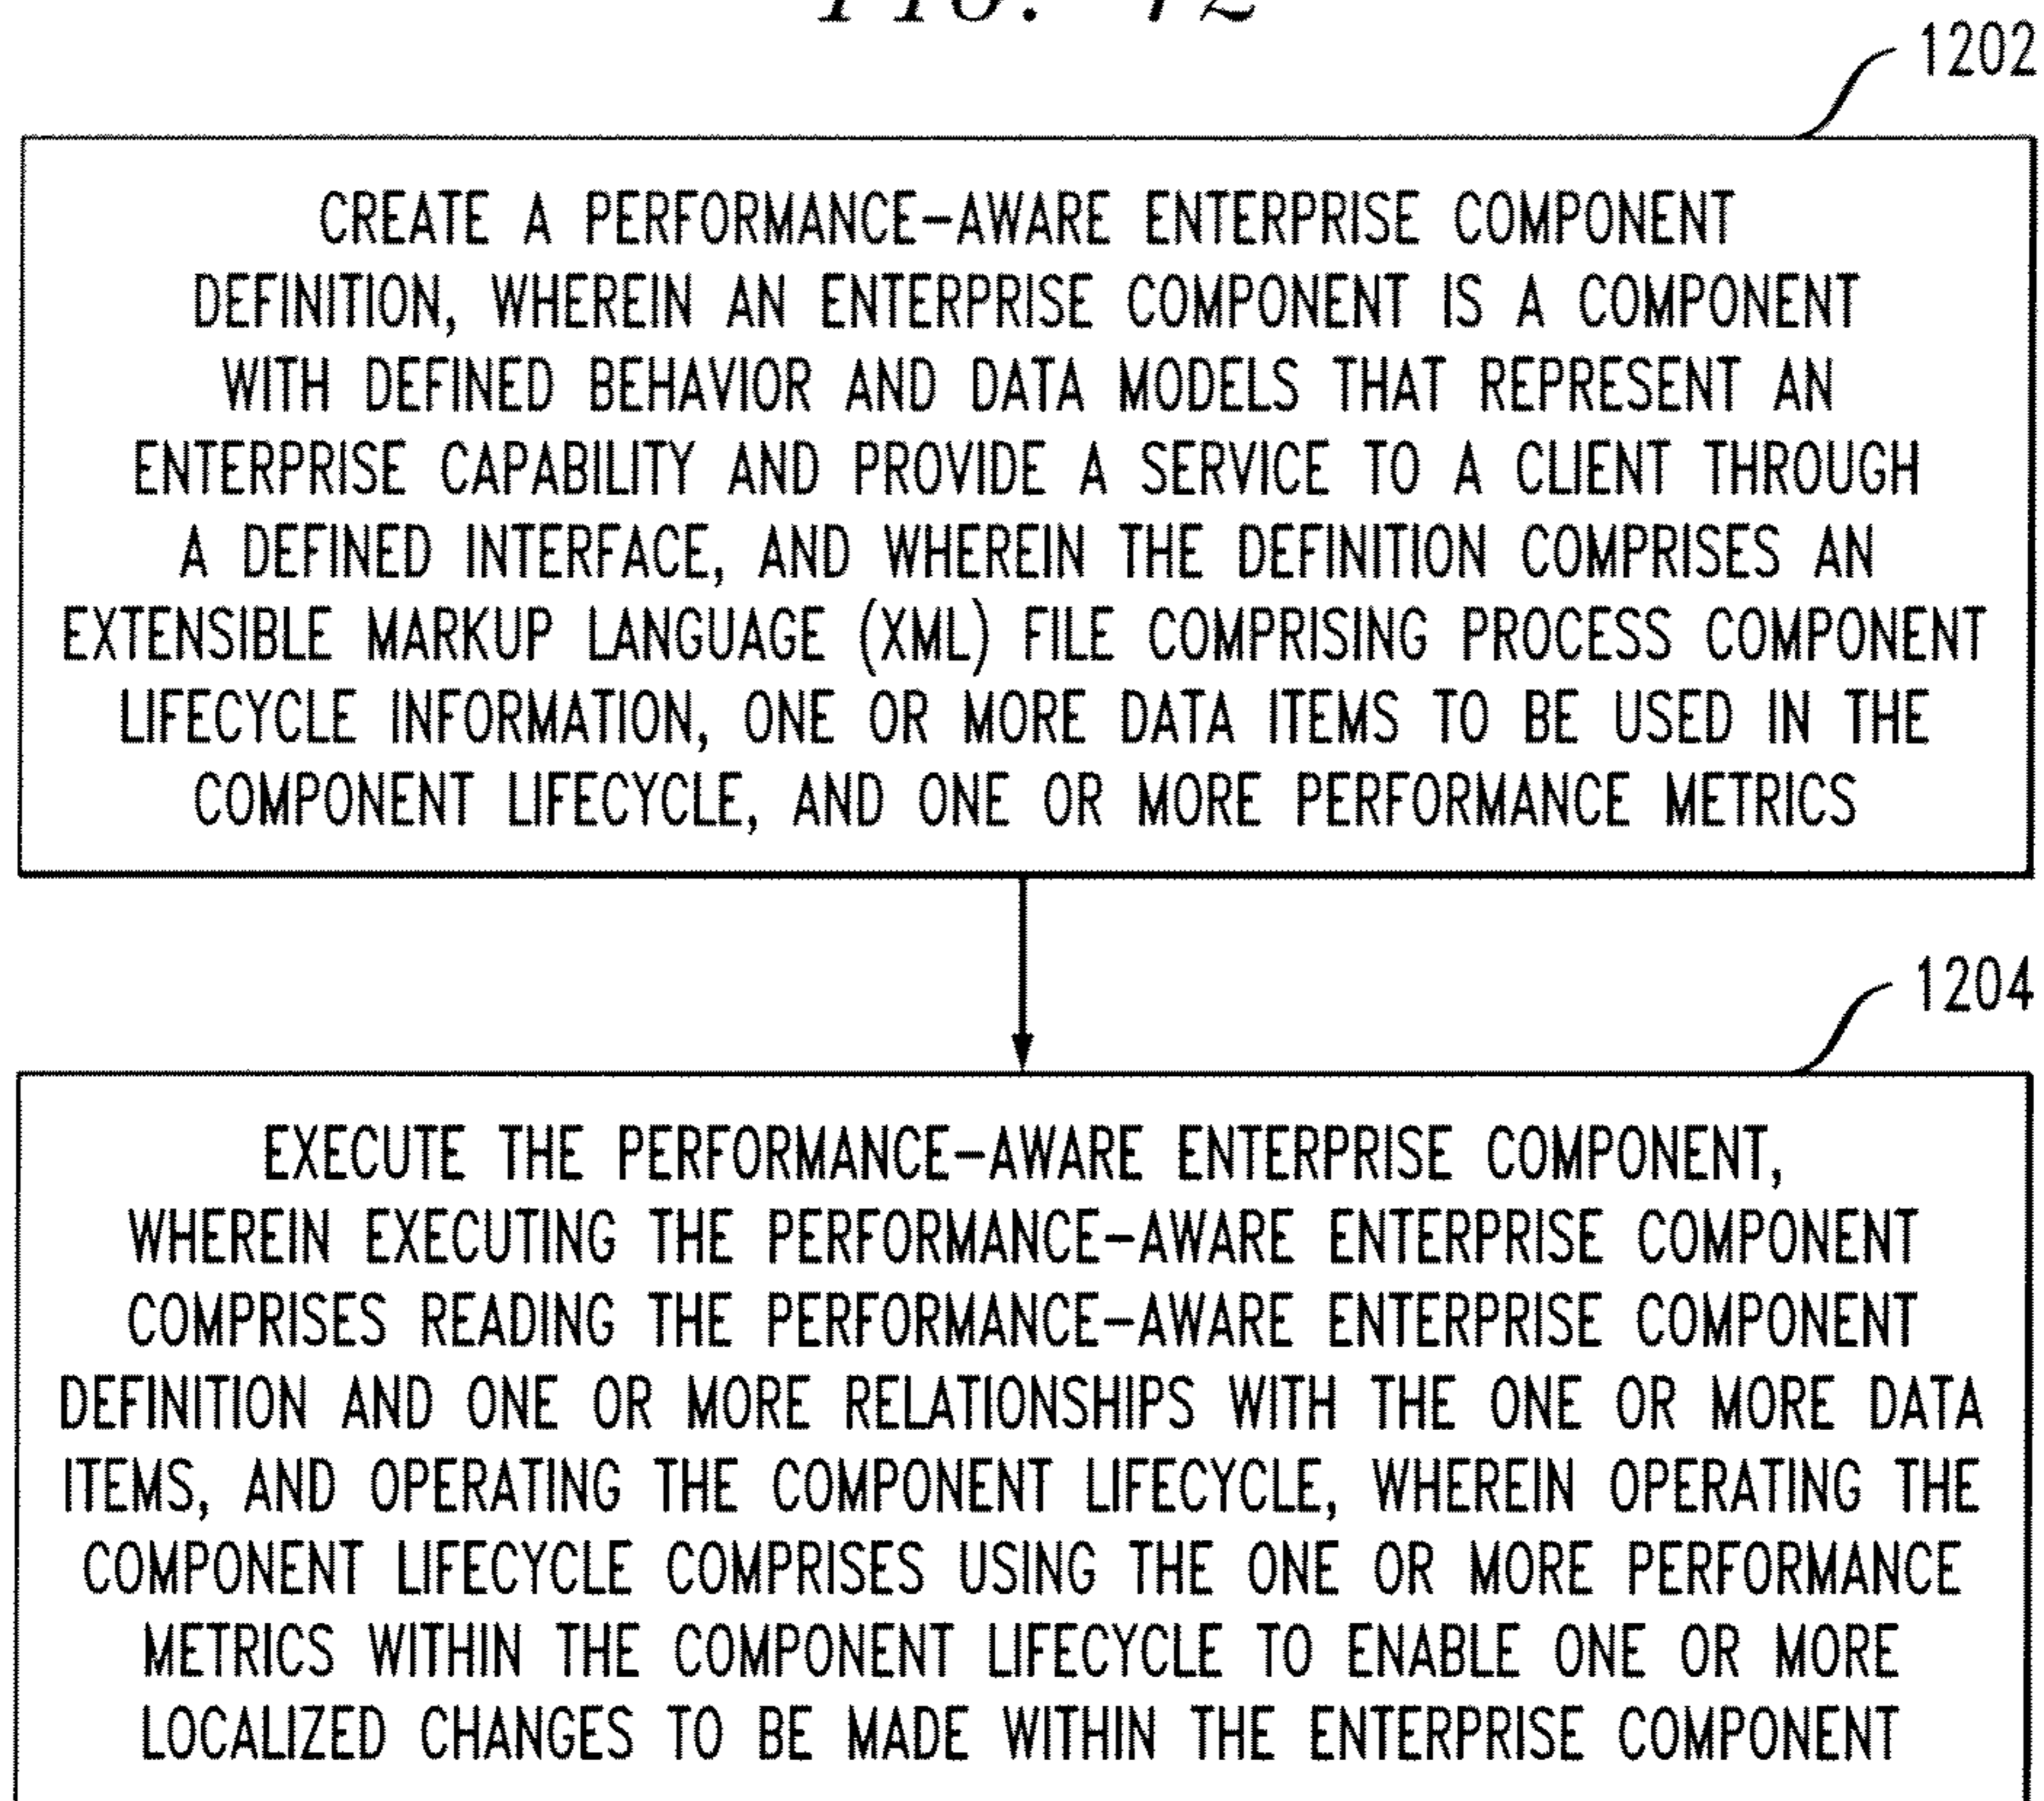 1202
CREATE A PERFORMANCE-AWARE ENTERPRISE COMPONENT
DEFINITION, WHEREIN AN ENTERPRISE COMPONENT IS A COMPONENT
WITH DEFINED BEHAVIOR AND DATA MODELS THAT REPRESENT AN
ENTERPRISE CAPABILITY AND PROVIDE A SERVICE TO A CLIENT THROUGH
A DEFINED INTERFACE, AND WHEREIN THE DEFINITION COMPRISES AN
EXTENSIBLE MARKUP LANGUAGE (XML) FILE COMPRISING PROCESS COMPONENT
LIFECYCLE INFORMATION, ONE OR MORE DATA ITEMS TO BE USED IN THE
COMPONENT LIFECYCLE, AND ONE OR MORE PERFORMANCE METRICS
1204
EXECUTE THE PERFORMANCE-AWARE ENTERPRISE COMPONENT,
WHEREIN EXECUTING THE PERFORMANCE-AWARE ENTERPRISE COMPONENT
COMPRISES READING THE PERFORMANCE-AWARE ENTERPRISE COMPONENT
DEFINITION AND ONE OR MORE RELATIONSHIPS WITH THE ONE OR MORE DATA
ITEMS, AND OPERATING THE COMPONENT LIFECYCLE, WHEREIN OPERATING THE
COMPONENT LIFECYCLE COMPRISES USING THE ONE OR MORE PERFORMANCE
METRICS WITHIN THE COMPONENT LIFECYCLE TO ENABLE ONE OR MORE
LOCALIZED CHANGES TO BE MADE WITHIN THE ENTERPRISE COMPONENT